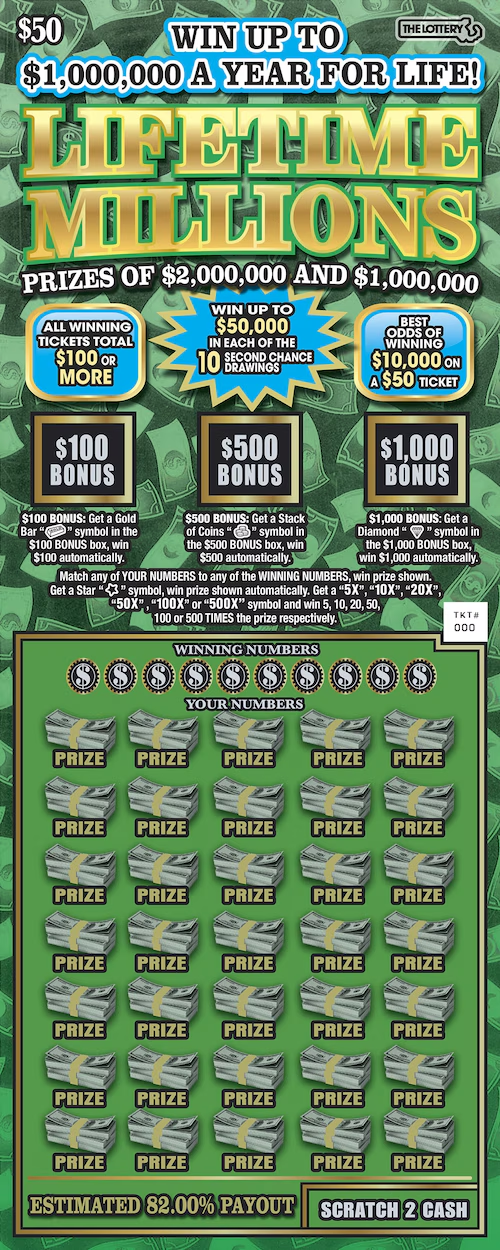 $50
THE LOTTERY
WIN UP TO
$1,000,000 A YEAR FOR LIFE!
LIFETIME
MILLIONS
PRIZES OF $2,000,000 AND $1,000,000
ALL WINNING
TICKETS TOTAL
$100 OR
MORE
WIN UP TO
$50,000
IN EACH OF THE
10 SECOND CHANCE
DRAWINGS
BEST
ODDS OF
WINNING
$10,000 ON
A $50 TICKET
$100
BONUS
$500
BONUS
$1,000
BONUS
$100 BONUS: Get a Gold
Bar “ ” symbol in the
$100 BONUS box, win
$100 automatically.
$500 BONUS: Get a Stack
of Coins “ ” symbol in
the $500 BONUS box, win
$500 automatically.
$1,000 BONUS: Get a
Diamond “ ” symbol in
the $1,000 BONUS box,
win $1,000 automatically.
Match any of YOUR NUMBERS to any of the WINNING NUMBERS, win prize shown.
Get a Star “ ” symbol, win prize shown automatically. Get a “5X”, “10X”, “20X”,
“50X”, “100X” or “500X” symbol and win 5, 10, 20, 50,
100 or 500 TIMES the prize respectively.
TKT#
000
WINNING NUMBERS
$ $ $ $ $ $ $ $ $ $
YOUR NUMBERS
PRIZE PRIZE PRIZE PRIZE PRIZE
PRIZE PRIZE PRIZE PRIZE PRIZE
PRIZE PRIZE PRIZE PRIZE PRIZE
PRIZE PRIZE PRIZE PRIZE PRIZE
PRIZE PRIZE PRIZE PRIZE PRIZE
PRIZE PRIZE PRIZE PRIZE PRIZE
PRIZE PRIZE PRIZE PRIZE PRIZE
ESTIMATED 82.00% PAYOUT
SCRATCH 2 CASH